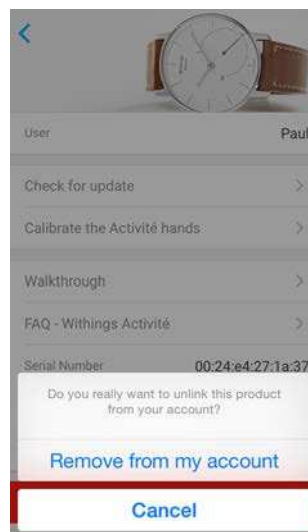 User Paul
Check for update
Calibrate the Activité hands
Walkthrough
FAQ - Withings Activité
Serial Number 00:24:e4:27:1a:37
Do you really want to unlink this product
from your account?
Remove from my account
Cancel